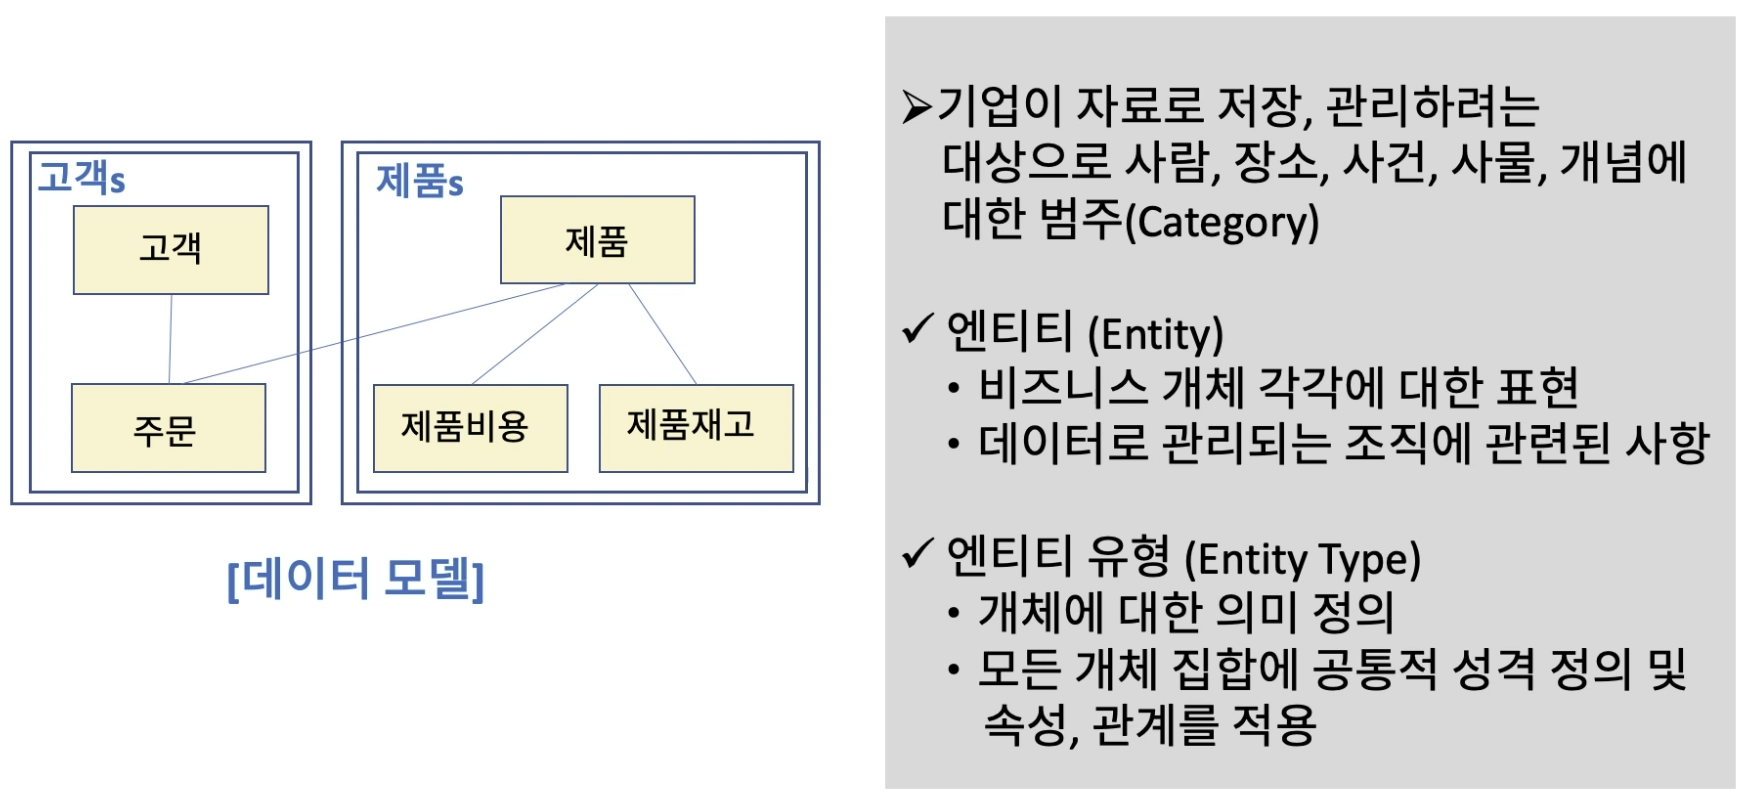 고객s
고객
주문
제품s
제품
제품비용
제품재고
[데이터 모델]
➢기업이 자료로 저장, 관리하려는
대상으로 사람, 장소, 사건, 사물, 개념에
대한 범주(Category)
✓ 엔티티 (Entity)
• 비즈니스 개체 각각에 대한 표현
• 데이터로 관리되는 조직에 관련된 사항
✓ 엔티티 유형 (Entity Type)
• 개체에 대한 의미 정의
• 모든 개체 집합에 공통적 성격 정의 및
속성, 관계를 적용